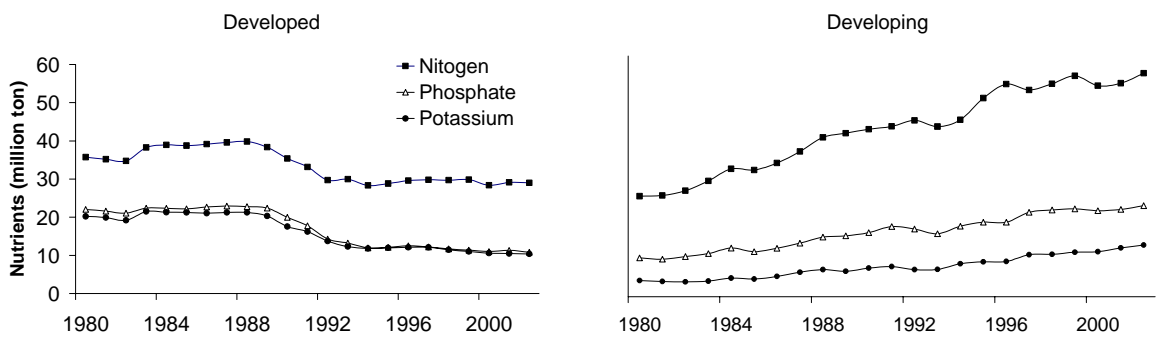 Developed
Nutrients (million ton)
60
50
40
30
20
10
0
Nitogen
Phosphate
Potassium
1980 1984 1988 1992 1996 2000
Developing
1980 1984 1988 1992 1996 2000